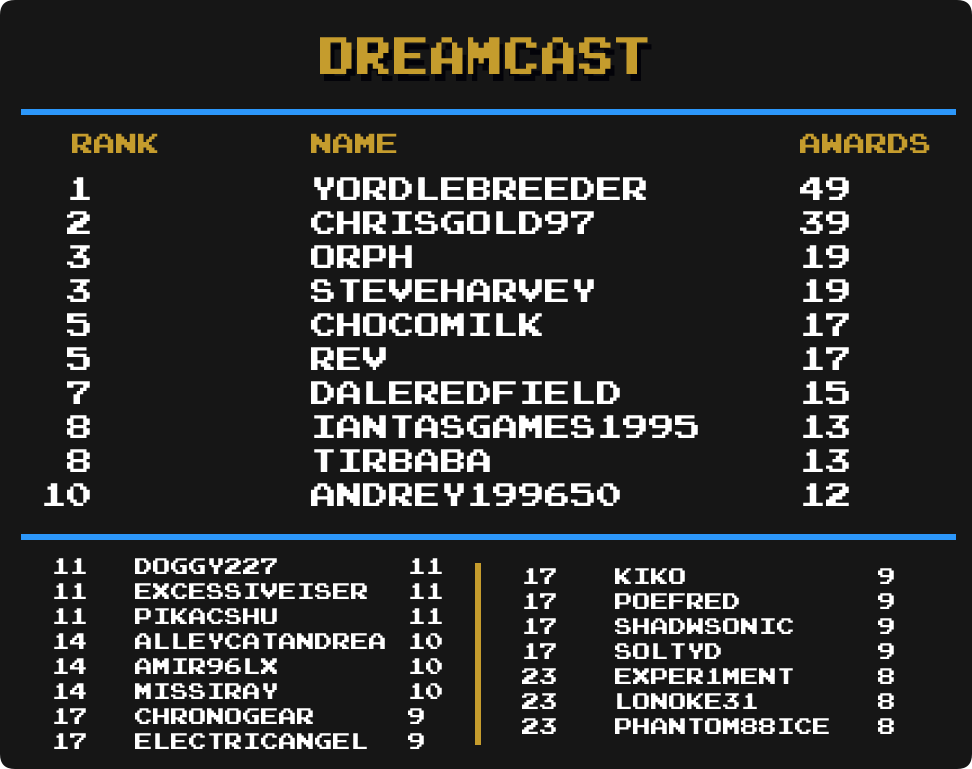 DREAMCAST
RANK NAME AWARDS
1 YORDLEBREEDER 49
2 CHRISGOLD97 39
3 ORPH 19
3 STEVEHARVEY 19
5 CHOCOMILK 17
5 REV 17
7 DALEREDFIELD 15
8 IANTASGAMES1995 13
8 TIRBABA 13
10 ANDREY199650 12
11 DOGGY227 11
11 EXCESSIVEISER 11
11 PIKACSHU 11
14 ALLEYCATANDREA 10
14 AMIR96LX 10
14 MISSIRAY 10
17 CHRONOGEAR 9
17 ELECTRICANGEL 9
17 KIKO 9
17 POEFRED 9
17 SHADWSONIC 9
17 SOLTYD 9
23 EXPER1MENT 8
23 LONOKE31 8
23 PHANTOM88ICE 8